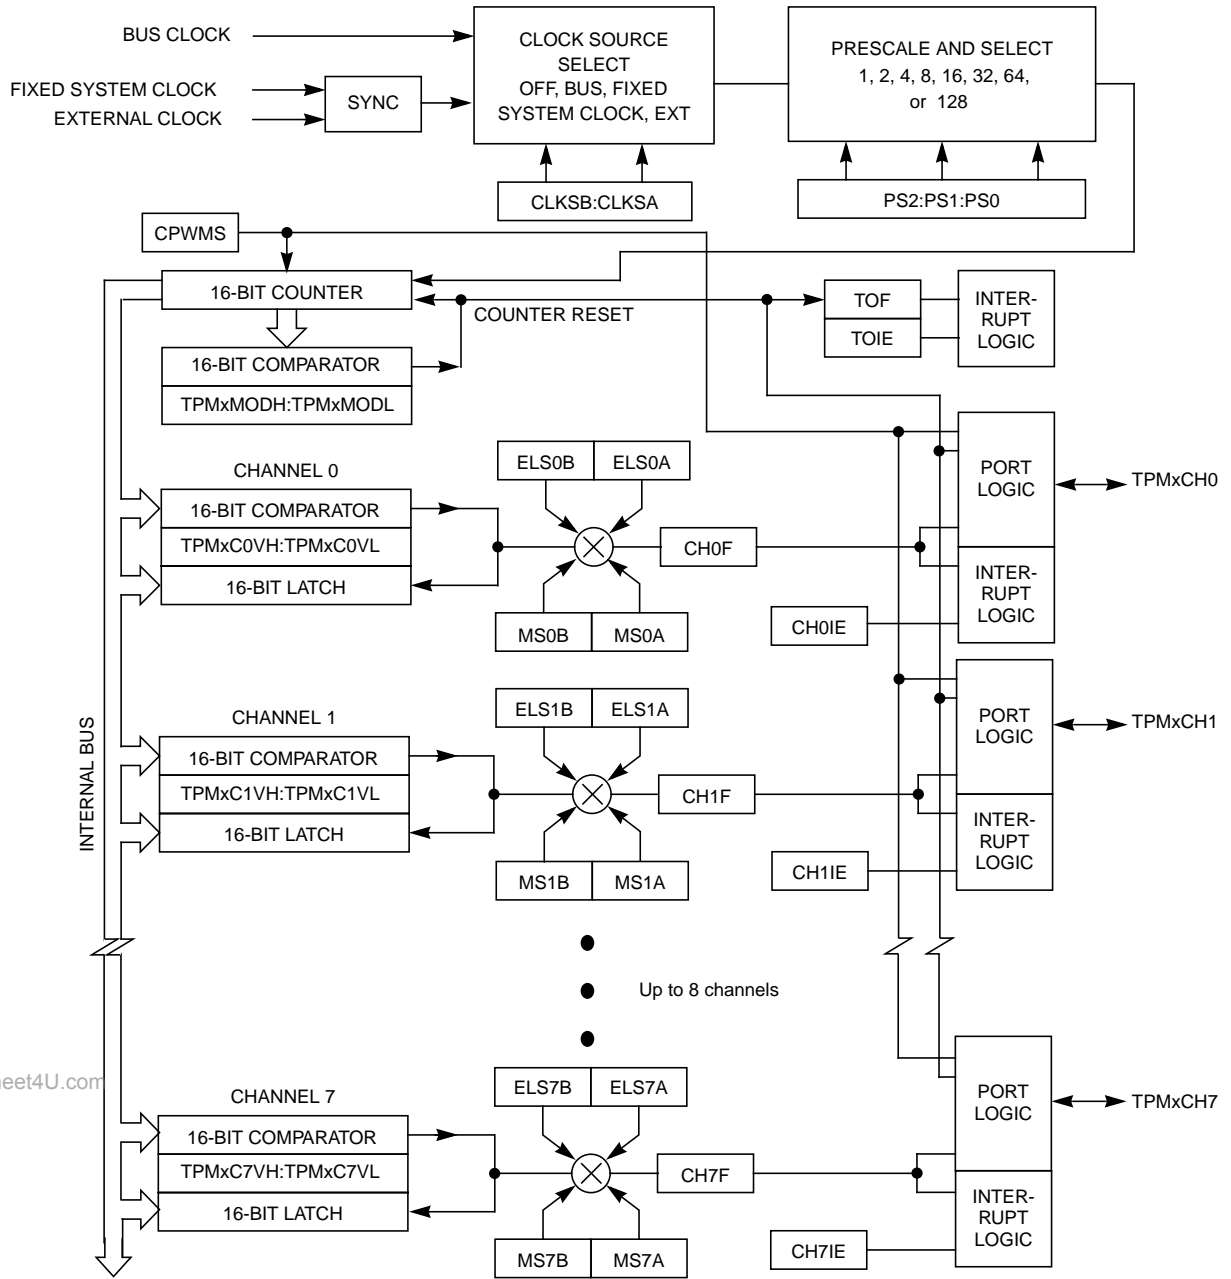 BUS CLOCK
FIXED SYSTEM CLOCK
EXTERNAL CLOCK
SYNC
CLOCK SOURCE
SELECT
OFF, BUS, FIXED
SYSTEM CLOCK, EXT
PRESCALE AND SELECT
1, 2, 4, 8, 16, 32, 64,
or 128
CLKSB:CLKSA
PS2:PS1:PS0
CPWMS
16-BIT COUNTER
COUNTER RESET
TOF
TOIE
INTER-
RUPT
LOGIC
16-BIT COMPARATOR
TPMxMODH:TPMxMODL
CHANNEL 0
16-BIT COMPARATOR
TPMxC0VH:TPMxC0VL
16-BIT LATCH
ELS0B
ELS0A
MS0B
MS0A
CH0F
CH0IE
PORT
LOGIC
INTER-
RUPT
LOGIC
TPMxCH0
INTERNAL BUS
CHANNEL 1
16-BIT COMPARATOR
TPMxC1VH:TPMxC1VL
16-BIT LATCH
ELS1B
ELS1A
MS1B
MS1A
CH1F
CH1IE
PORT
LOGIC
INTER-
RUPT
LOGIC
TPMxCH1
Up to 8 channels
neet4U.com
CHANNEL 7
16-BIT COMPARATOR
TPMxC7VH:TPMxC7VL
16-BIT LATCH
ELS7B
ELS7A
MS7B
MS7A
CH7F
CH7IE
PORT
LOGIC
INTER-
RUPT
LOGIC
TPMxCH7